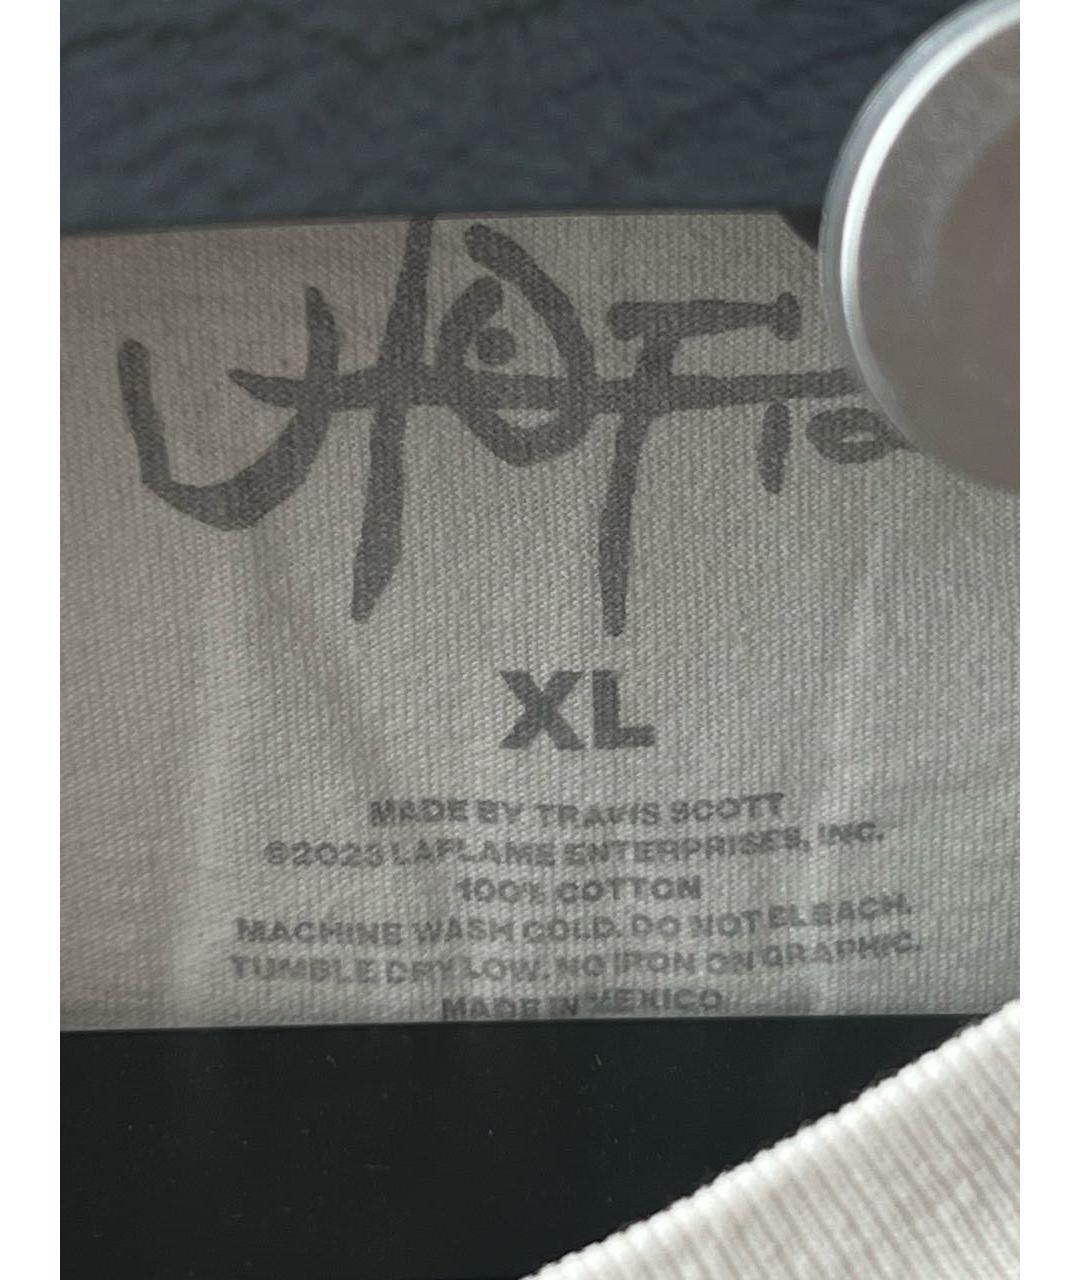 UTOPIA
XL
MADE BY TRAVIS SCOTT
©2023 LAFLAME ENTERPRISES, INC.
100% COTTON
MACHINE WASH COLD. DO NOT BLEACH.
TUMBLE DRY LOW. NO IRON ON GRAPHIC.
MADE IN MEXICO